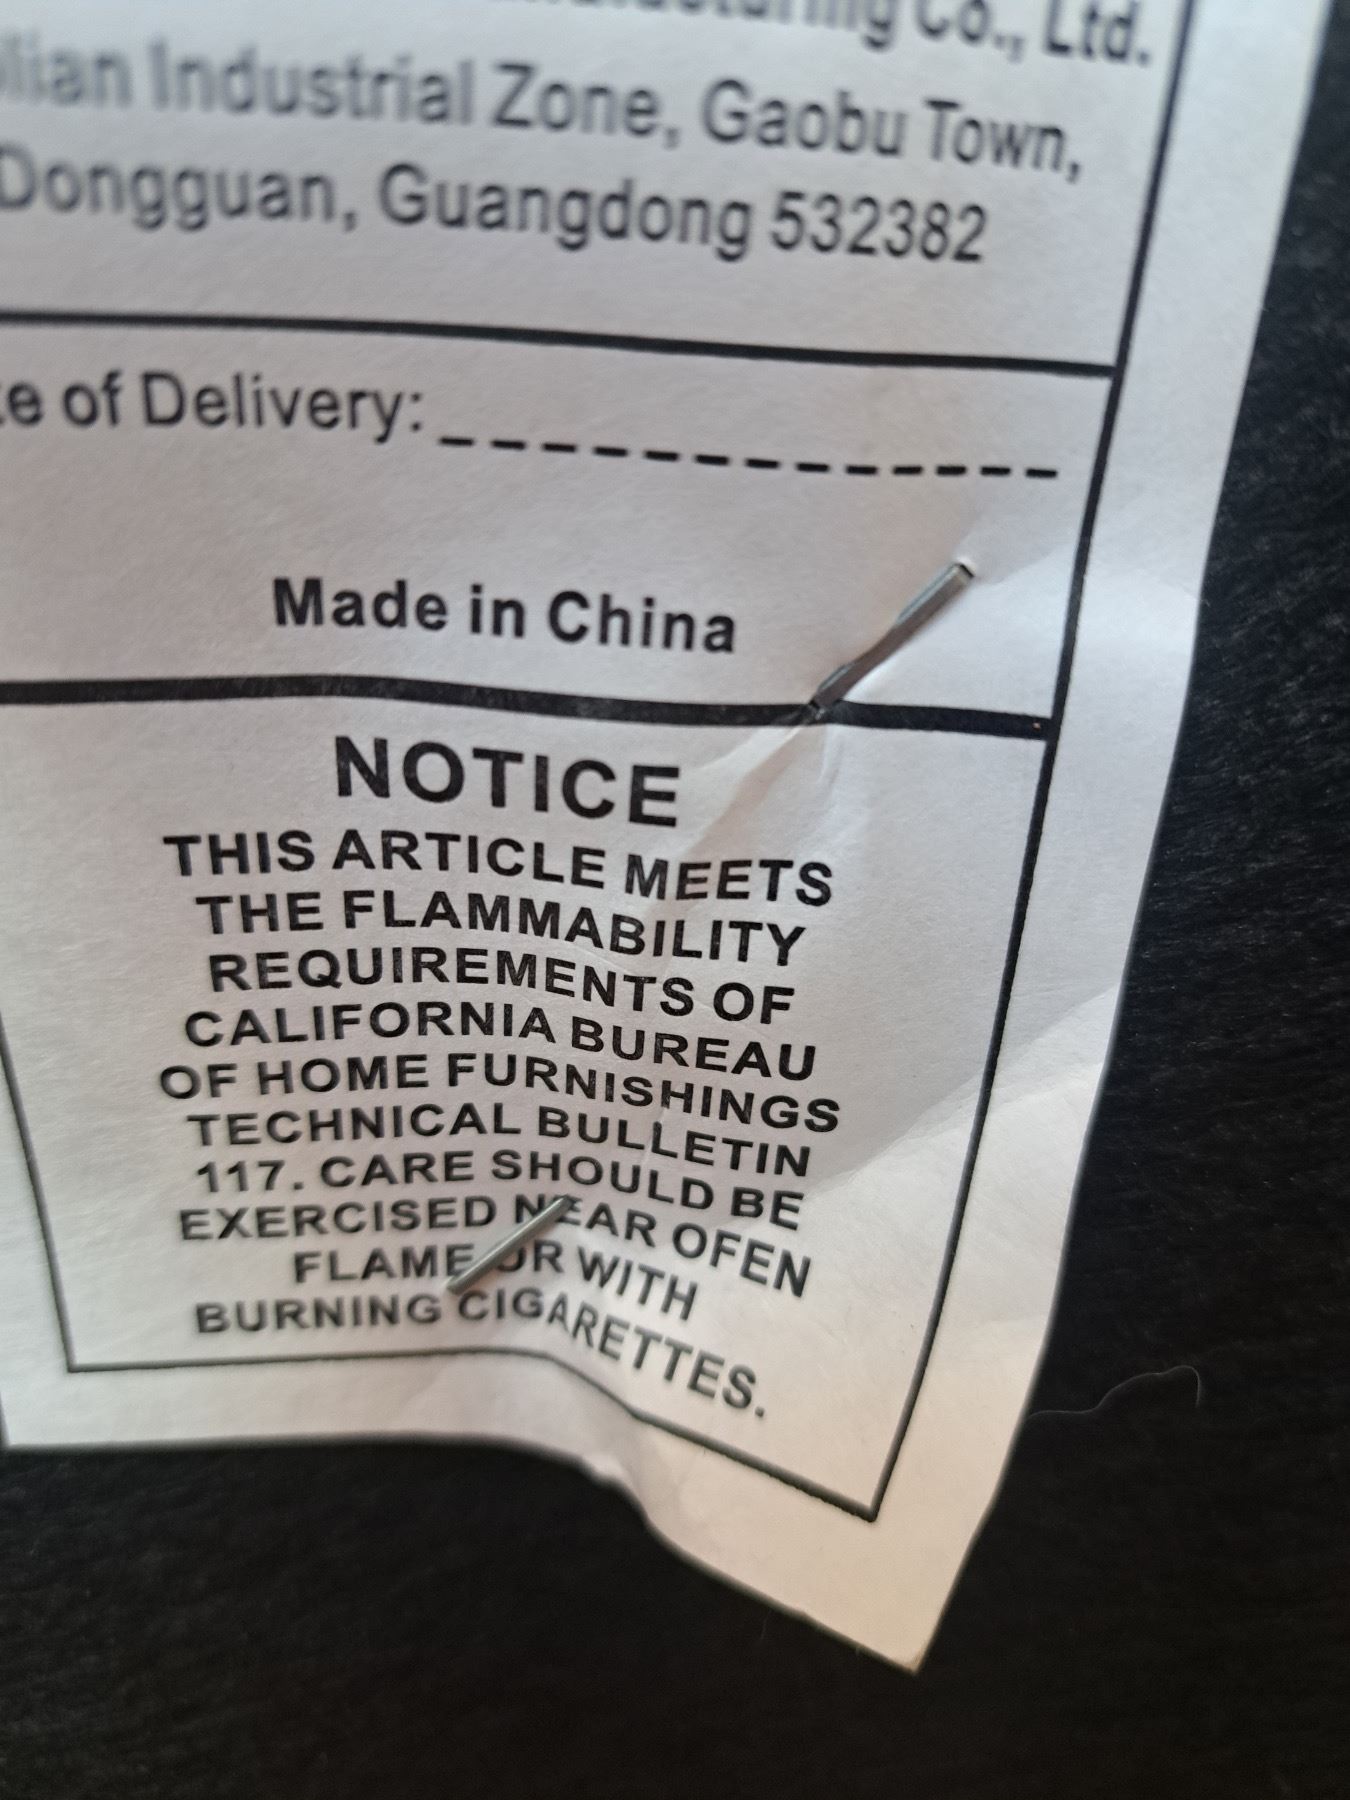 Co., Ltd.
Industrial Zone, Gaobu Town,
Dongguan, Guangdong 532382
te of Delivery:
Made in China
NOTICE
THIS ARTICLE MEETS
THE FLAMMABILITY
REQUIREMENTS OF
CALIFORNIA BUREAU
OF HOME FURNISHINGS
TECHNICAL BULLETIN
117. CARE SHOULD BE
EXERCISED NEAR OFEN
FLAME OR WITH
BURNING CIGARETTES.